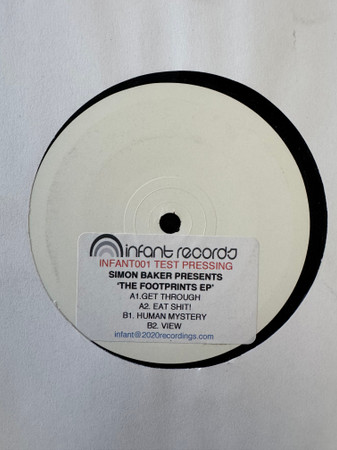 infant records
INFANT001 TEST PRESSING
SIMON BAKER PRESENTS
'THE FOOTPRINTS EP'
A1.GET THROUGH
A2. EAT SHIT!
B1. HUMAN MYSTERY
B2. VIEW
infant@2020recordings.com